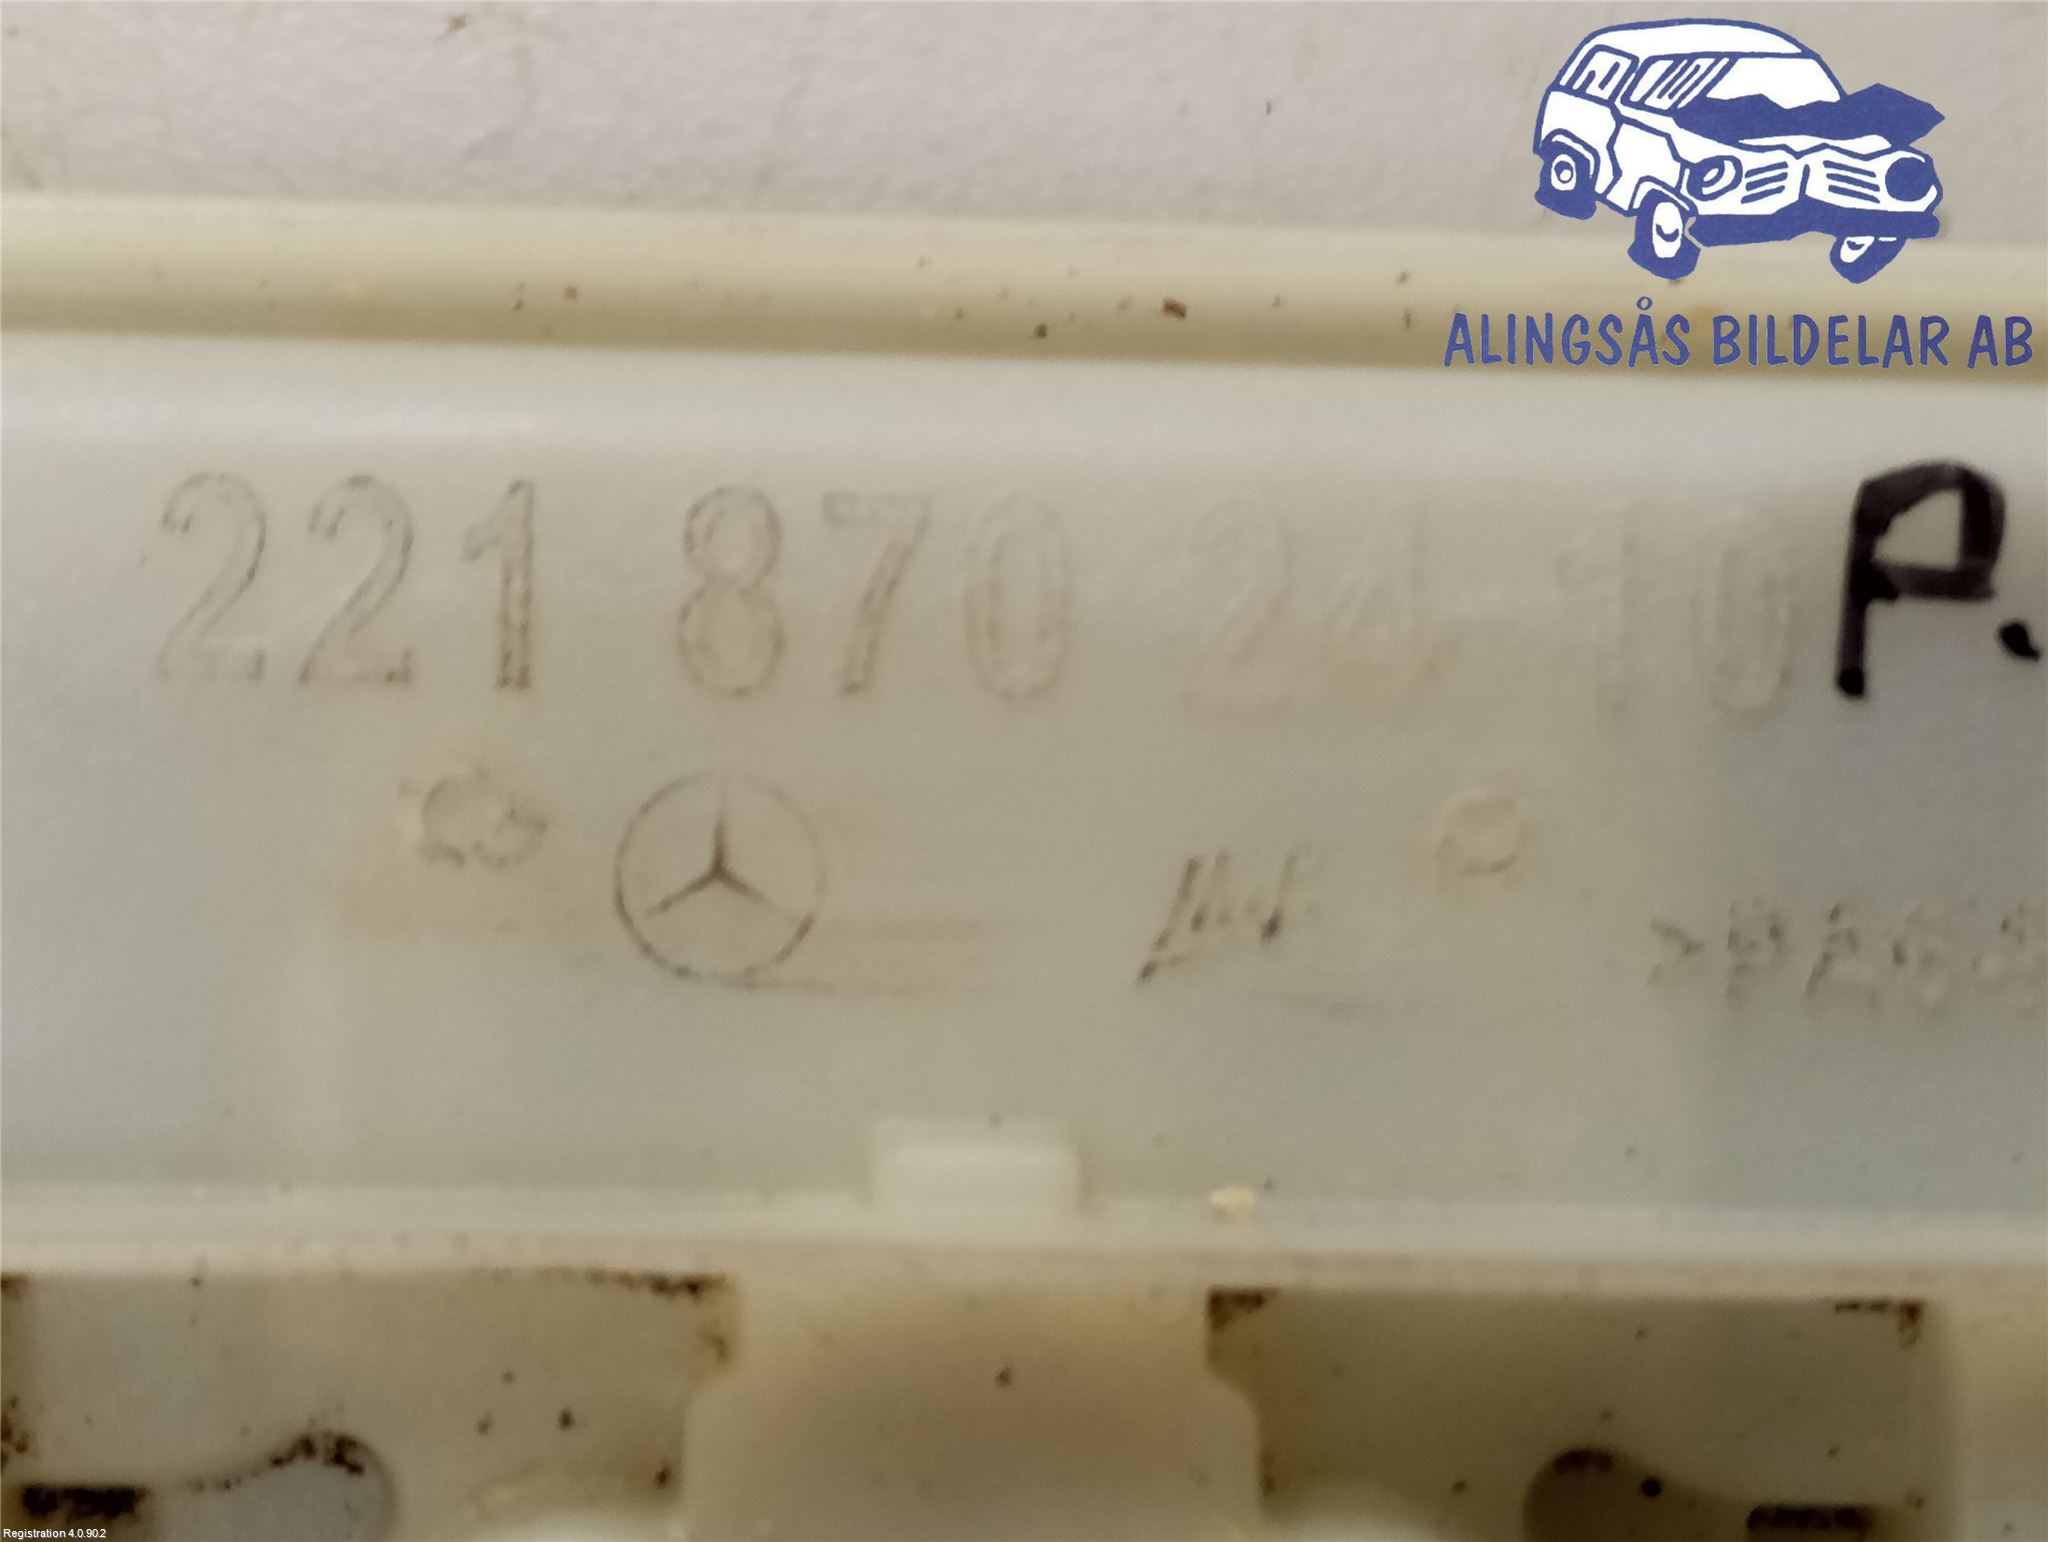 ALINGSÅS BILDELAR AB
221 870 24 10
P.
Registration 4.0.90.2